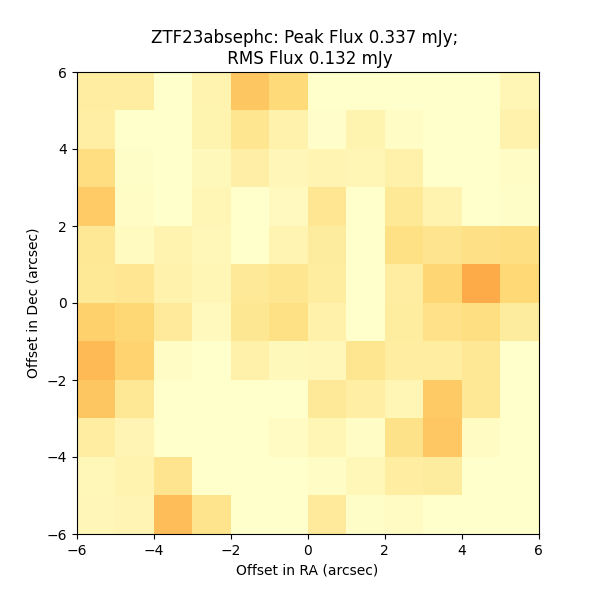 ZTF23absephc: Peak Flux 0.337 mJy;
RMS Flux 0.132 mJy
6
4
2
0
−2
−4
−6
Offset in Dec (arcsec)
−6 −4 −2 0 2 4 6
Offset in RA (arcsec)